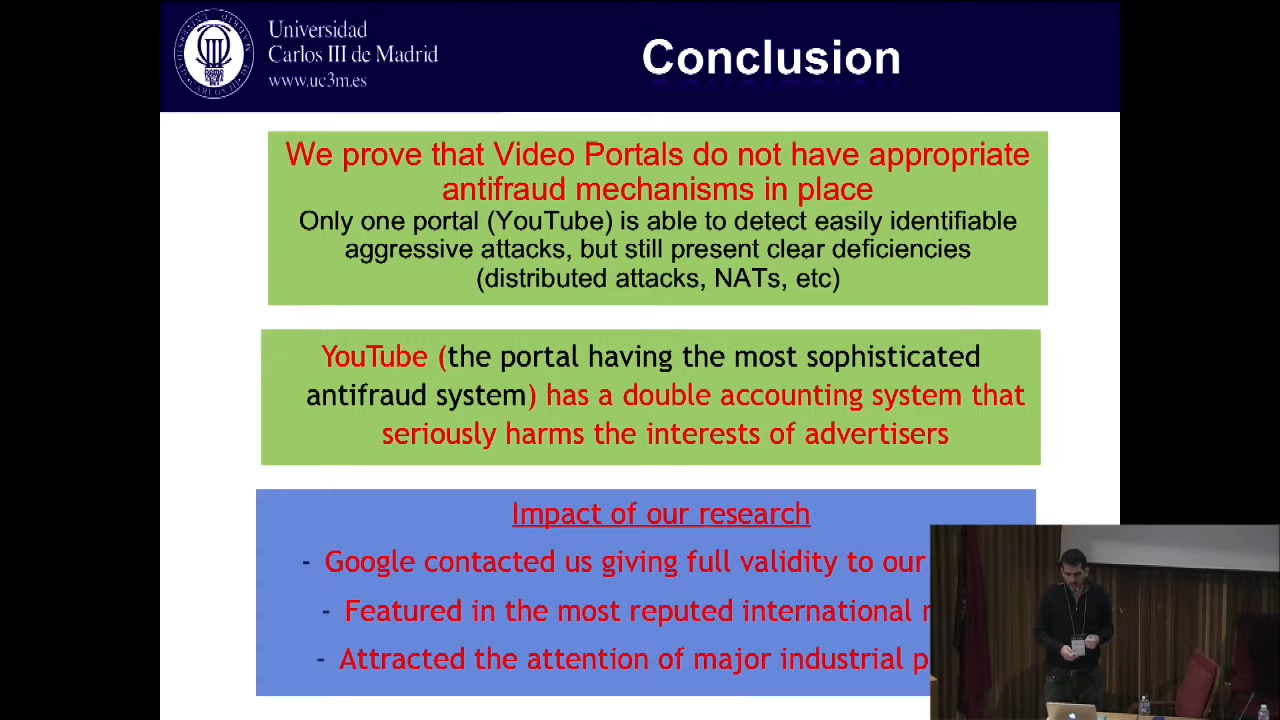 Universidad
Carlos III de Madrid
www.uc3m.es
Conclusion
We prove that Video Portals do not have appropriate
antifraud mechanisms in place
Only one portal (YouTube) is able to detect easily identifiable
aggressive attacks, but still present clear deficiencies
(distributed attacks, NATs, etc)
YouTube (the portal having the most sophisticated
antifraud system) has a double accounting system that
seriously harms the interests of advertisers
Impact of our research
- Google contacted us giving full validity to our
- Featured in the most reputed international
- Attracted the attention of major industrial